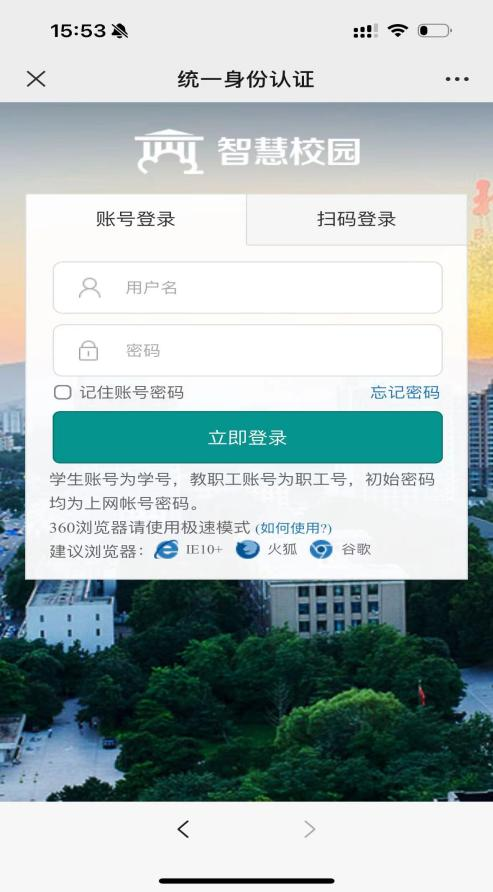 15:53
统一身份认证
智慧校园
账号登录
扫码登录
用户名
密码
记住账号密码
忘记密码
立即登录
学生账号为学号，教职工账号为职工号，初始密码
均为上网帐号密码。
360浏览器请使用极速模式 (如何使用?)
建议浏览器： IE10+ 火狐 谷歌